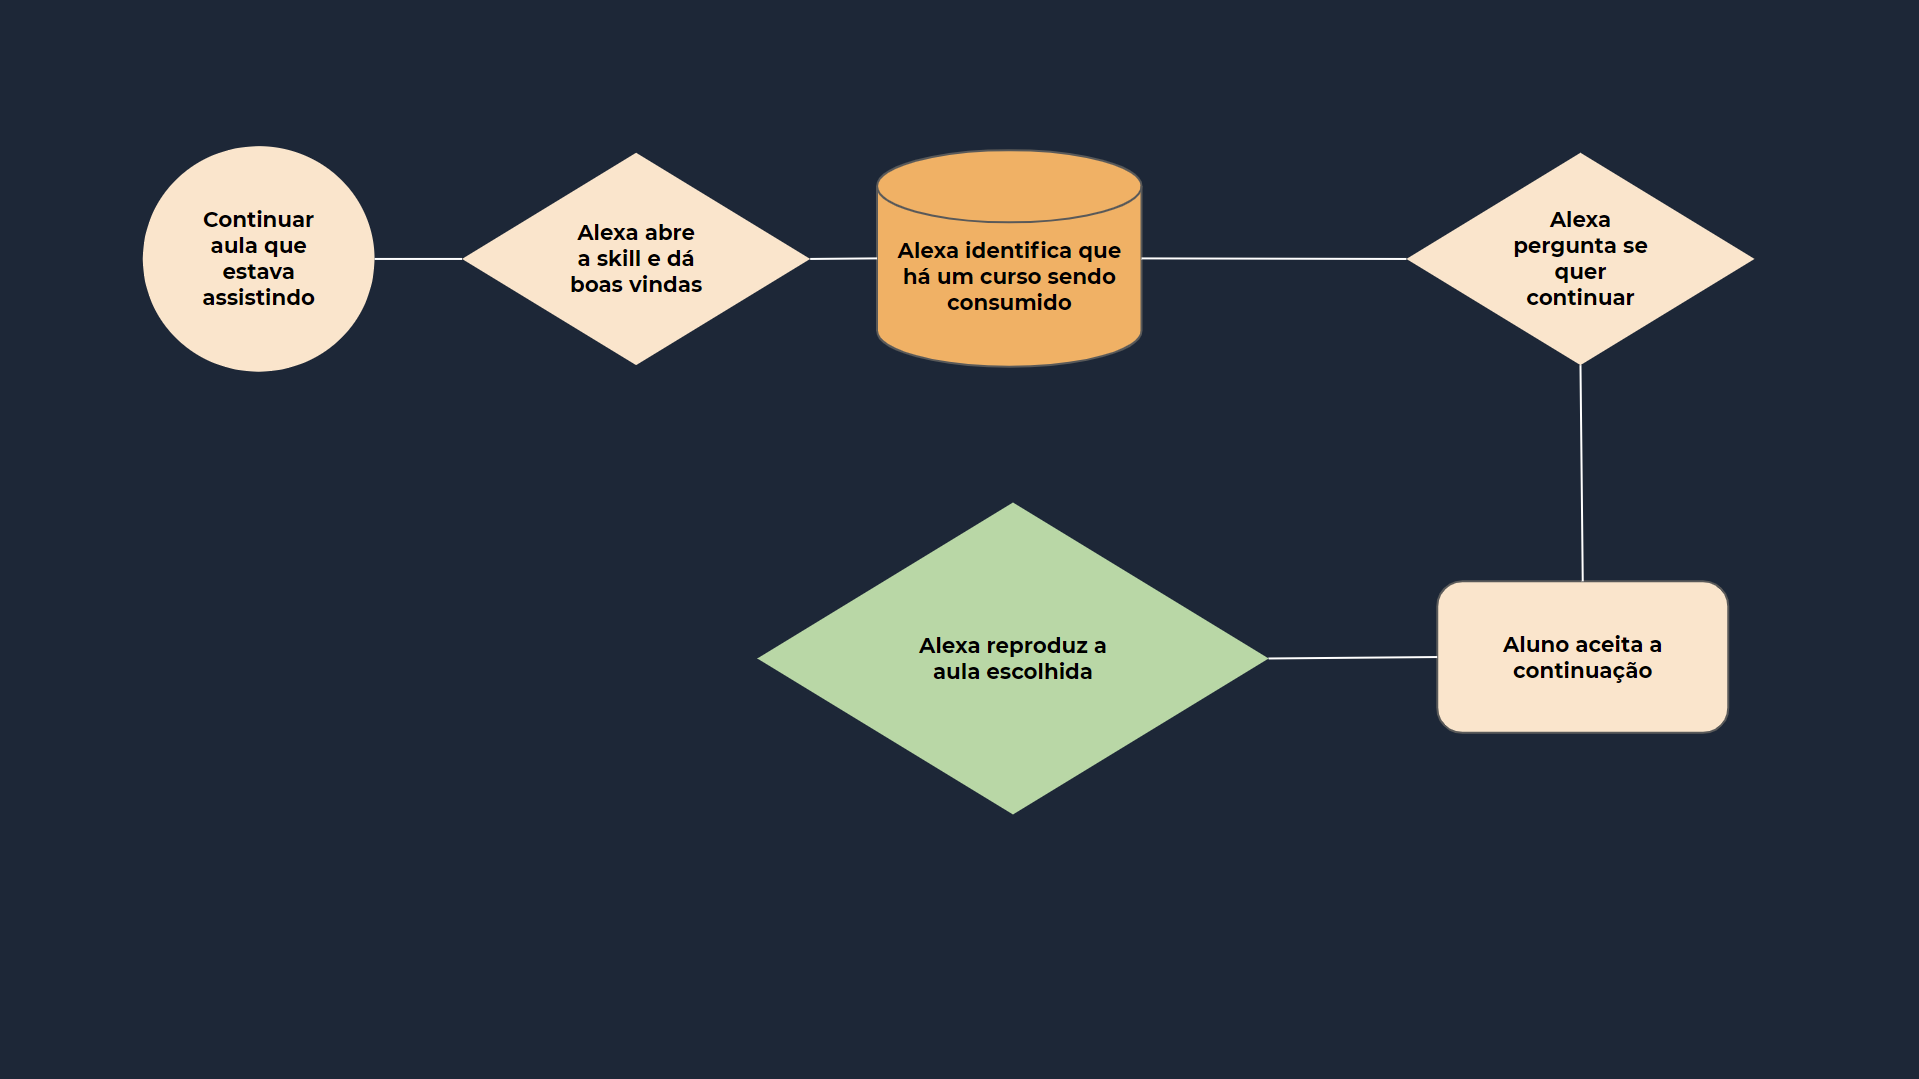 Continuar
aula que
estava
assistindo
Alexa abre
a skill e dá
boas vindas
Alexa identifica que
há um curso sendo
consumido
Alexa
pergunta se
quer
continuar
Aluno aceita a
continuação
Alexa reproduz a
aula escolhida